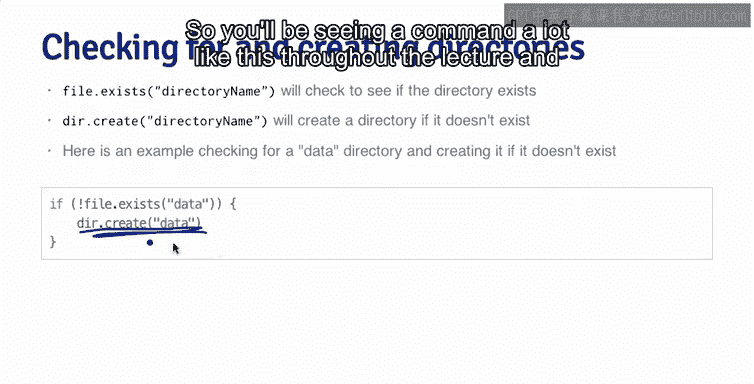 Checking for and creating directories
So you'll be seeing a command a lot
like this throughout the lecture and
file.exists("directoryName") will check to see if the directory exists
dir.create("directoryName") will create a directory if it doesn't exist
Here is an example checking for a "data" directory and creating it if it doesn't exist
if (!file.exists("data")) {
dir.create("data")
}